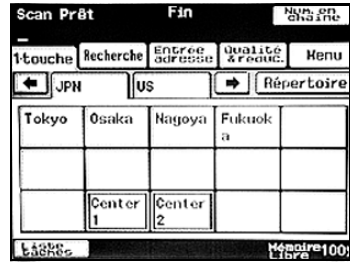 Scan Prêt Fin Num.en
chaîne
1-touche Recherche Entrée
adresse Qualité
& réduc. Menu
JPN US Répertoire
Tokyo Osaka Nagoya Fukuok
a
Center
1 Center
2
Liste
tâches Mémoire
Libre 100%